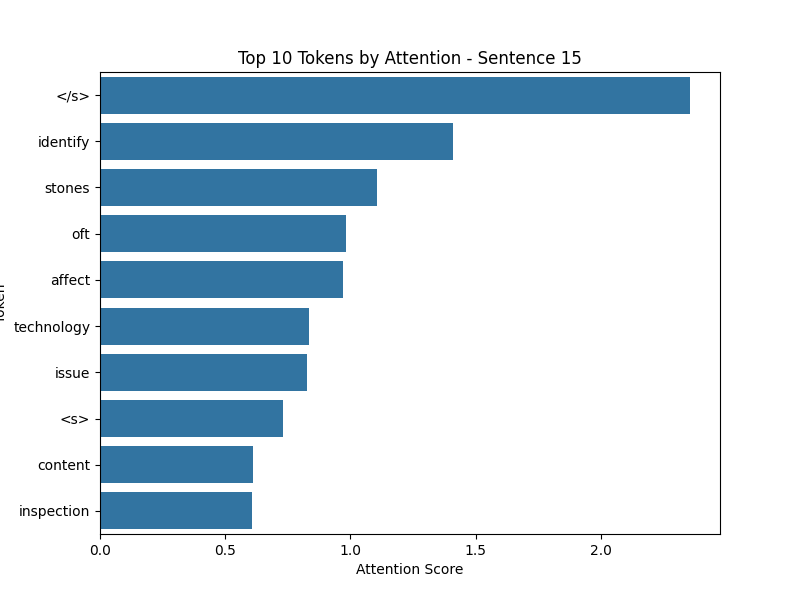 Top 10 Tokens by Attention - Sentence 15
</s>
identify
stones
oft
affect
technology
issue
<s>
content
inspection
0.0 0.5 1.0 1.5 2.0
Attention Score